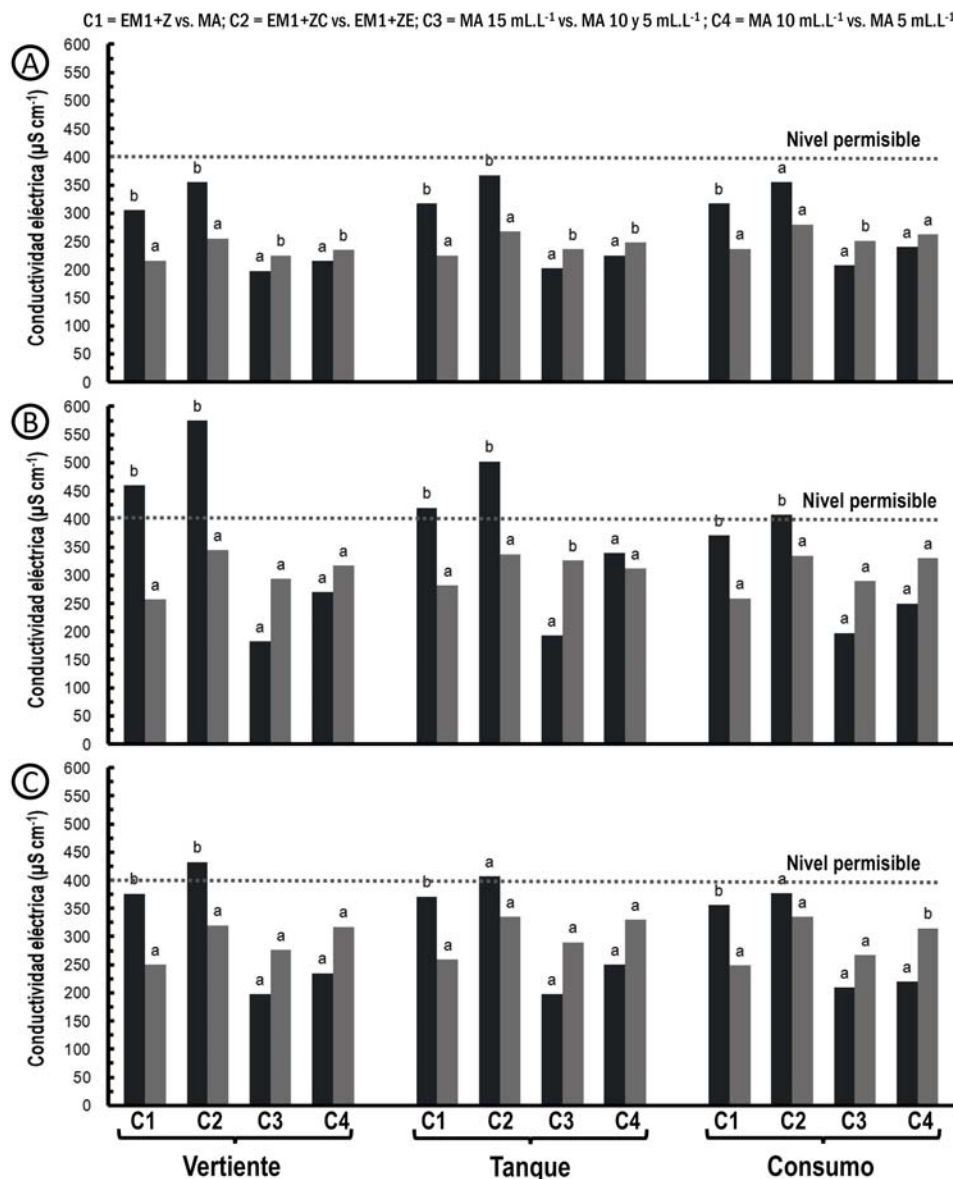 C1 = EM1+Z vs. MA; C2 = EM1+ZC vs. EM1+ZE; C3 = MA 15 mL.L⁻¹ vs. MA 10 y 5 mL.L⁻¹ ; C4 = MA 10 mL.L⁻¹ vs. MA 5 mL.L⁻¹
A
Conductividad eléctrica (µS cm⁻¹)
600
550
500
450
400
350
300
250
200
150
100
50
0
Nivel permisible
b a b a a b a b
b a b a a b a b
b a a a a b a a
B
Conductividad eléctrica (µS cm⁻¹)
600
550
500
450
400
350
300
250
200
150
100
50
0
Nivel permisible
b a b a a a a a
b a b a a b a a
b a b a a a a a
C
Conductividad eléctrica (µS cm⁻¹)
600
550
500
450
400
350
300
250
200
150
100
50
0
Nivel permisible
b a b a a a a a
b a a a a a a a
b a a a a a a b
C1 C2 C3 C4 C1 C2 C3 C4 C1 C2 C3 C4
Vertiente Tanque Consumo